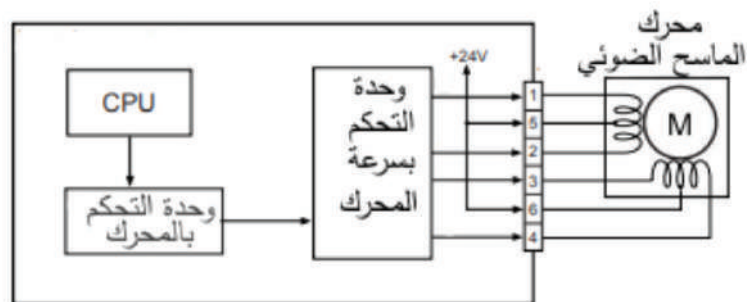 محرك
الماسح الضوئي
+24V
CPU
وحدة
التحكم
بسرعة
المحرك
وحدة التحكم
بالمحرك
1
5
2
3
6
4
M